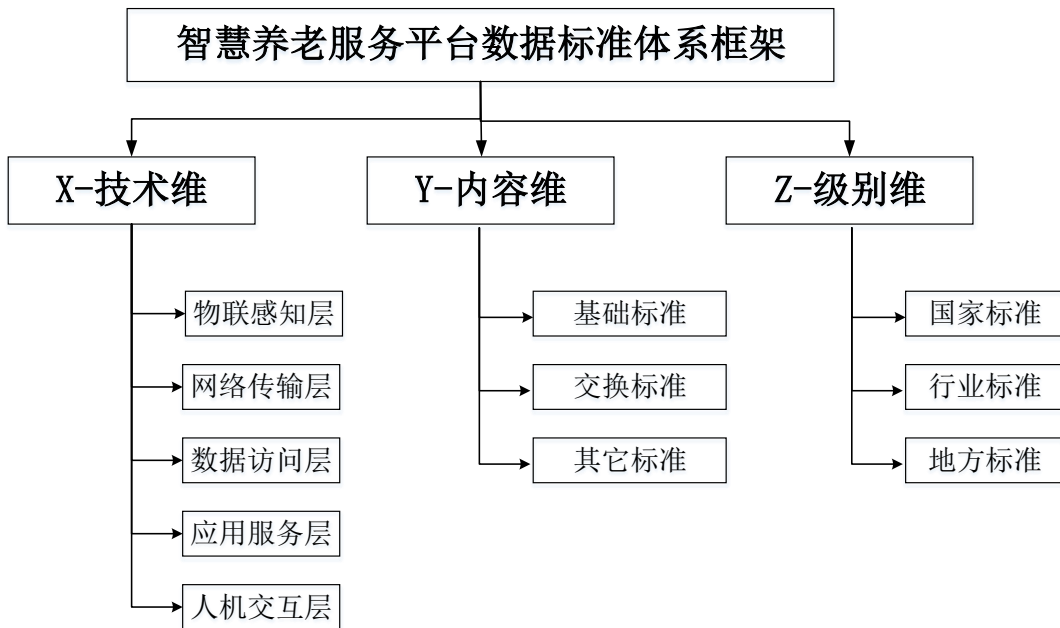 智慧养老服务平台数据标准体系框架
X-技术维
Y-内容维
Z-级别维
物联感知层
基础标准
国家标准
网络传输层
交换标准
行业标准
数据访问层
其它标准
地方标准
应用服务层
人机交互层